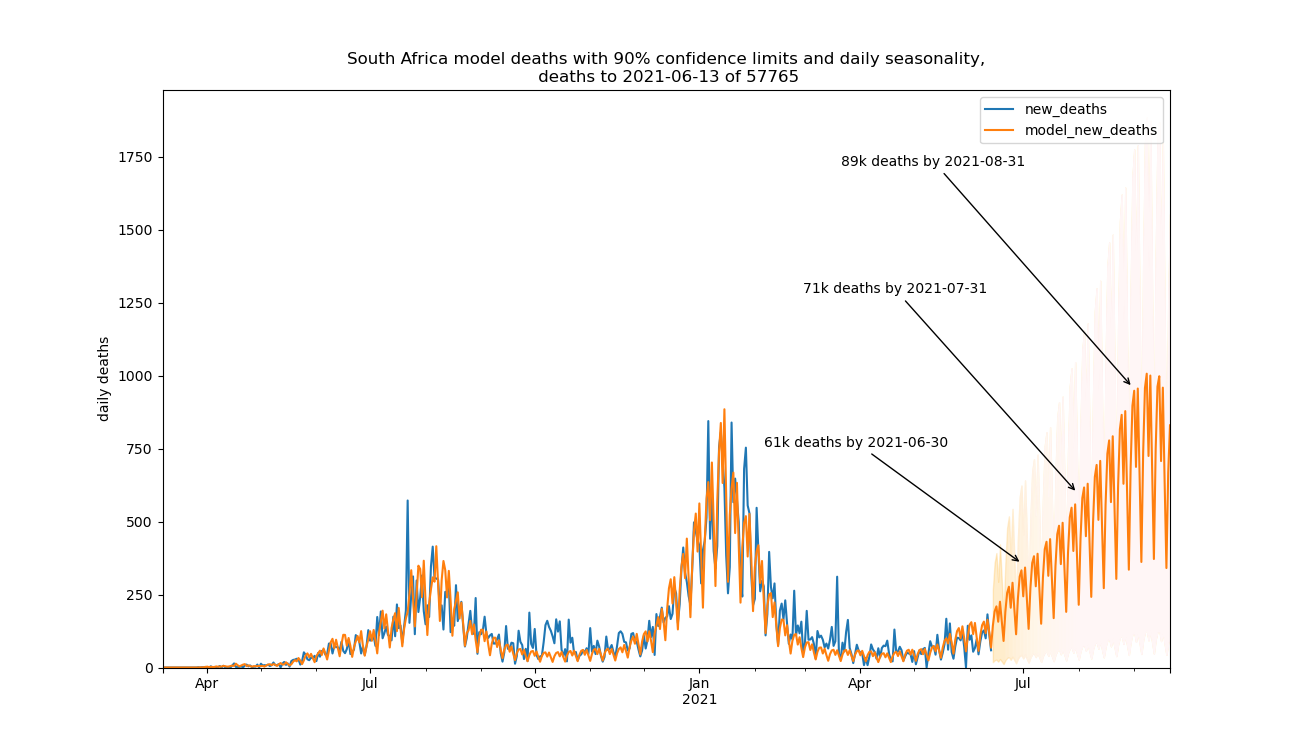 South Africa model deaths with 90% confidence limits and daily seasonality,
deaths to 2021-06-13 of 57765
new_deaths
model_new_deaths
89k deaths by 2021-08-31
71k deaths by 2021-07-31
61k deaths by 2021-06-30
daily deaths
1750
1500
1250
1000
750
500
250
0
Apr
Jul
Oct
Jan
2021
Apr
Jul